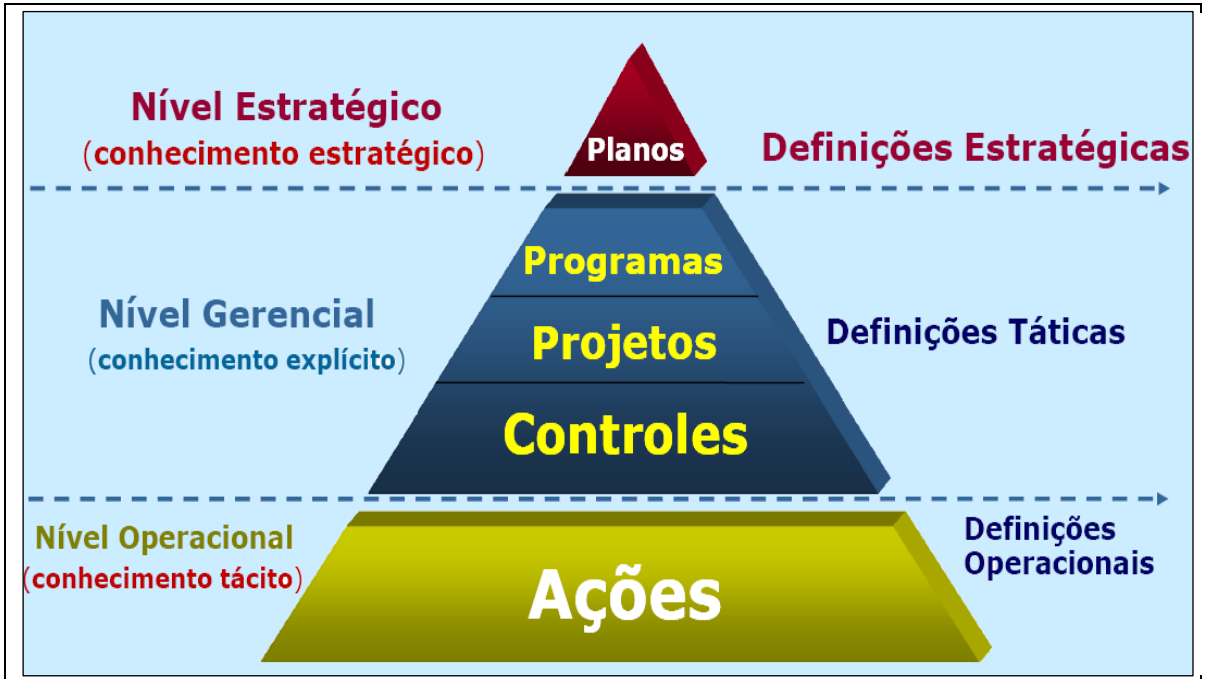 Nível Estratégico
(conhecimento estratégico)
Planos
Definições Estratégicas
Programas
Nível Gerencial
(conhecimento explícito)
Projetos
Definições Táticas
Controles
Nível Operacional
(conhecimento tácito)
Ações
Definições
Operacionais